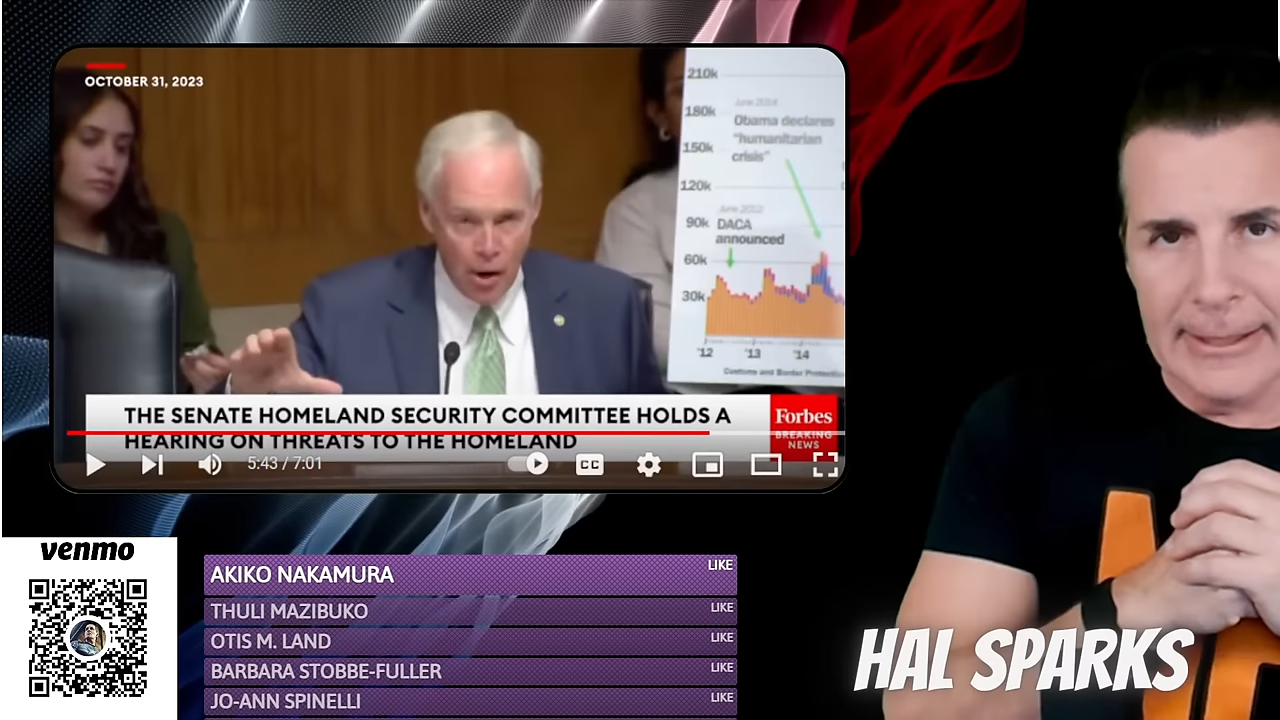 OCTOBER 31, 2023
210k
180k
150k
120k
90k
60k
30k
June 2014
Obama declares
"humanitarian
crisis"
June 2012
DACA
announced
'12 '13 '14
Customs and Border Protection
THE SENATE HOMELAND SECURITY COMMITTEE HOLDS A
HEARING ON THREATS TO THE HOMELAND
Forbes
BREAKING
NEWS
5:43 / 7:01
CC
venmo
AKIKO NAKAMURA LIKE
THULI MAZIBUKO LIKE
OTIS M. LAND LIKE
BARBARA STOBBE-FULLER LIKE
JO-ANN SPINELLI LIKE
HAL SPARKS